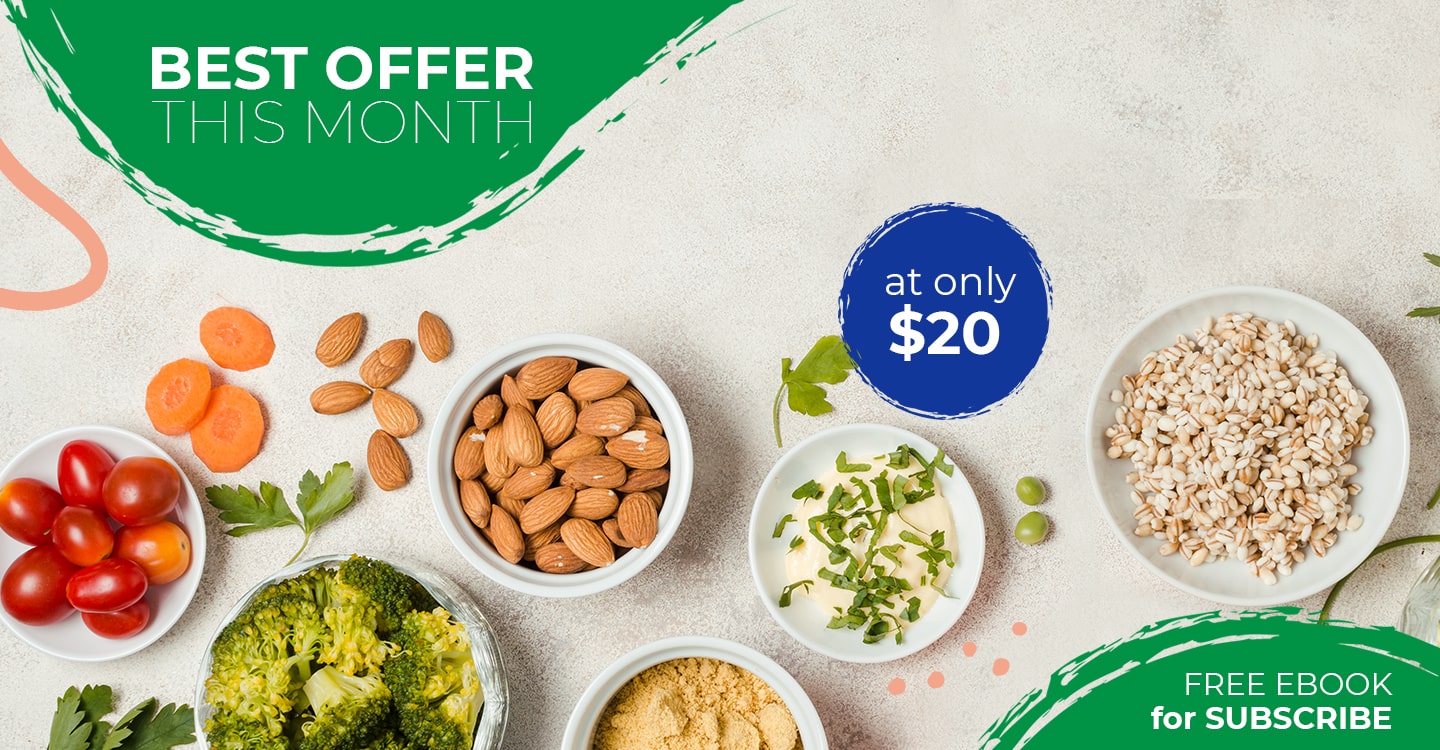 BEST OFFER
THIS MONTH
at only
$20
FREE EBOOK
for SUBSCRIBE